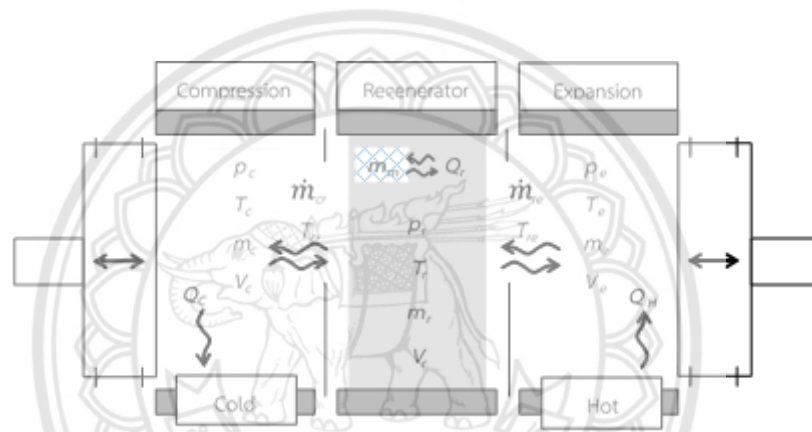 Compression Regenerator Expansion
p_c m_m Q_r p_e
ṁ_cr ṁ_re
T_c T_e
T_cr p_r T_re
m_c m_e
T_r
V_c V_e
Q_c Q_H
m_r
V_r
Cold Hot